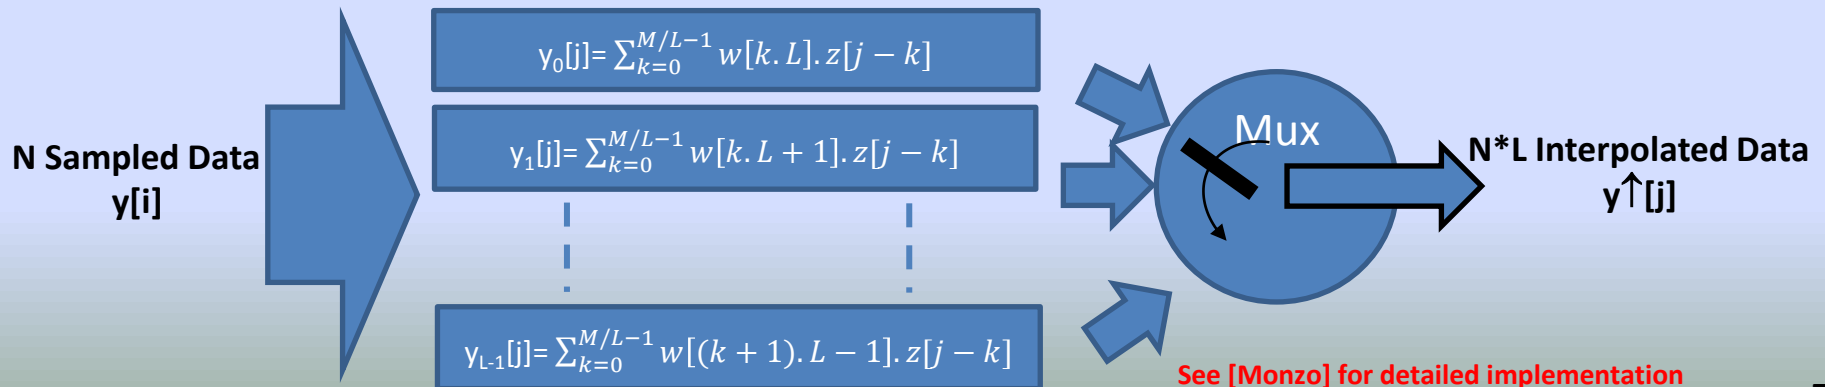 N Sampled Data
y[i]
y₀[j]= ∑_{k=0}^{M/L−1} w[k.L].z[j − k]
y₁[j]= ∑_{k=0}^{M/L−1} w[k.L + 1].z[j − k]
y_{L-1}[j]= ∑_{k=0}^{M/L−1} w[(k + 1).L − 1].z[j − k]
Mux
N*L Interpolated Data
y↑[j]
See [Monzo] for detailed implementation